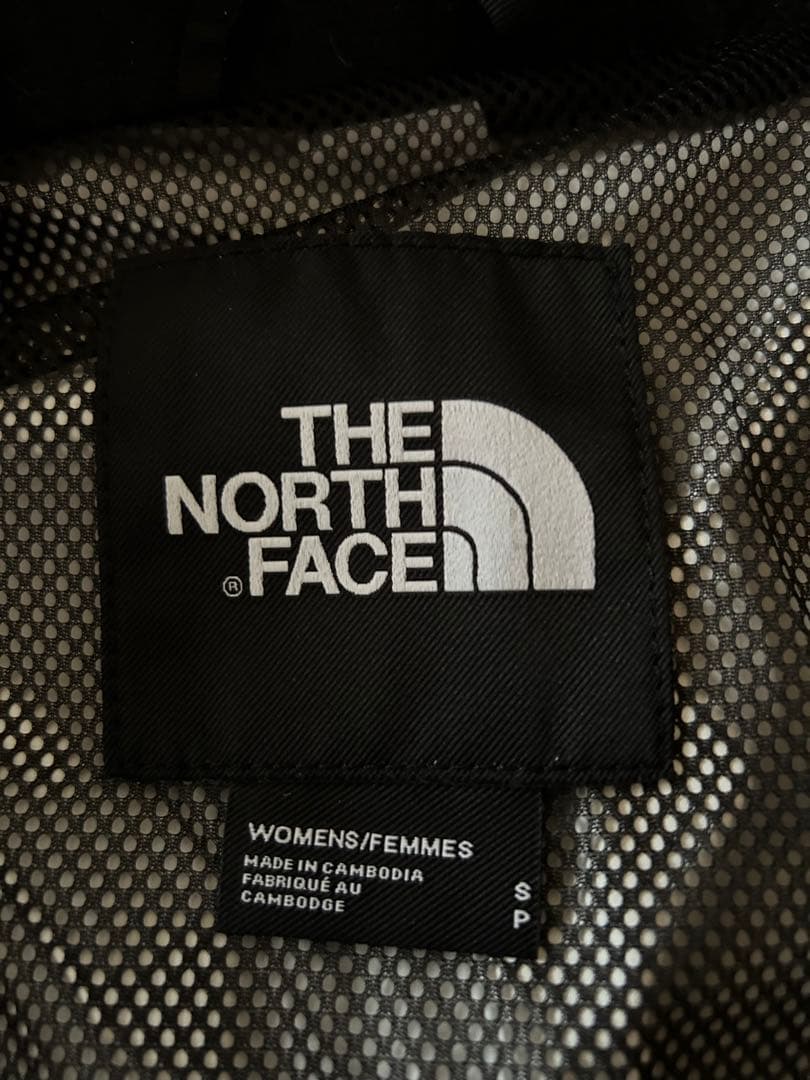 THE
NORTH
FACE
®
WOMENS/FEMMES
MADE IN CAMBODIA
FABRIQUÉ AU
CAMBODGE
S
P